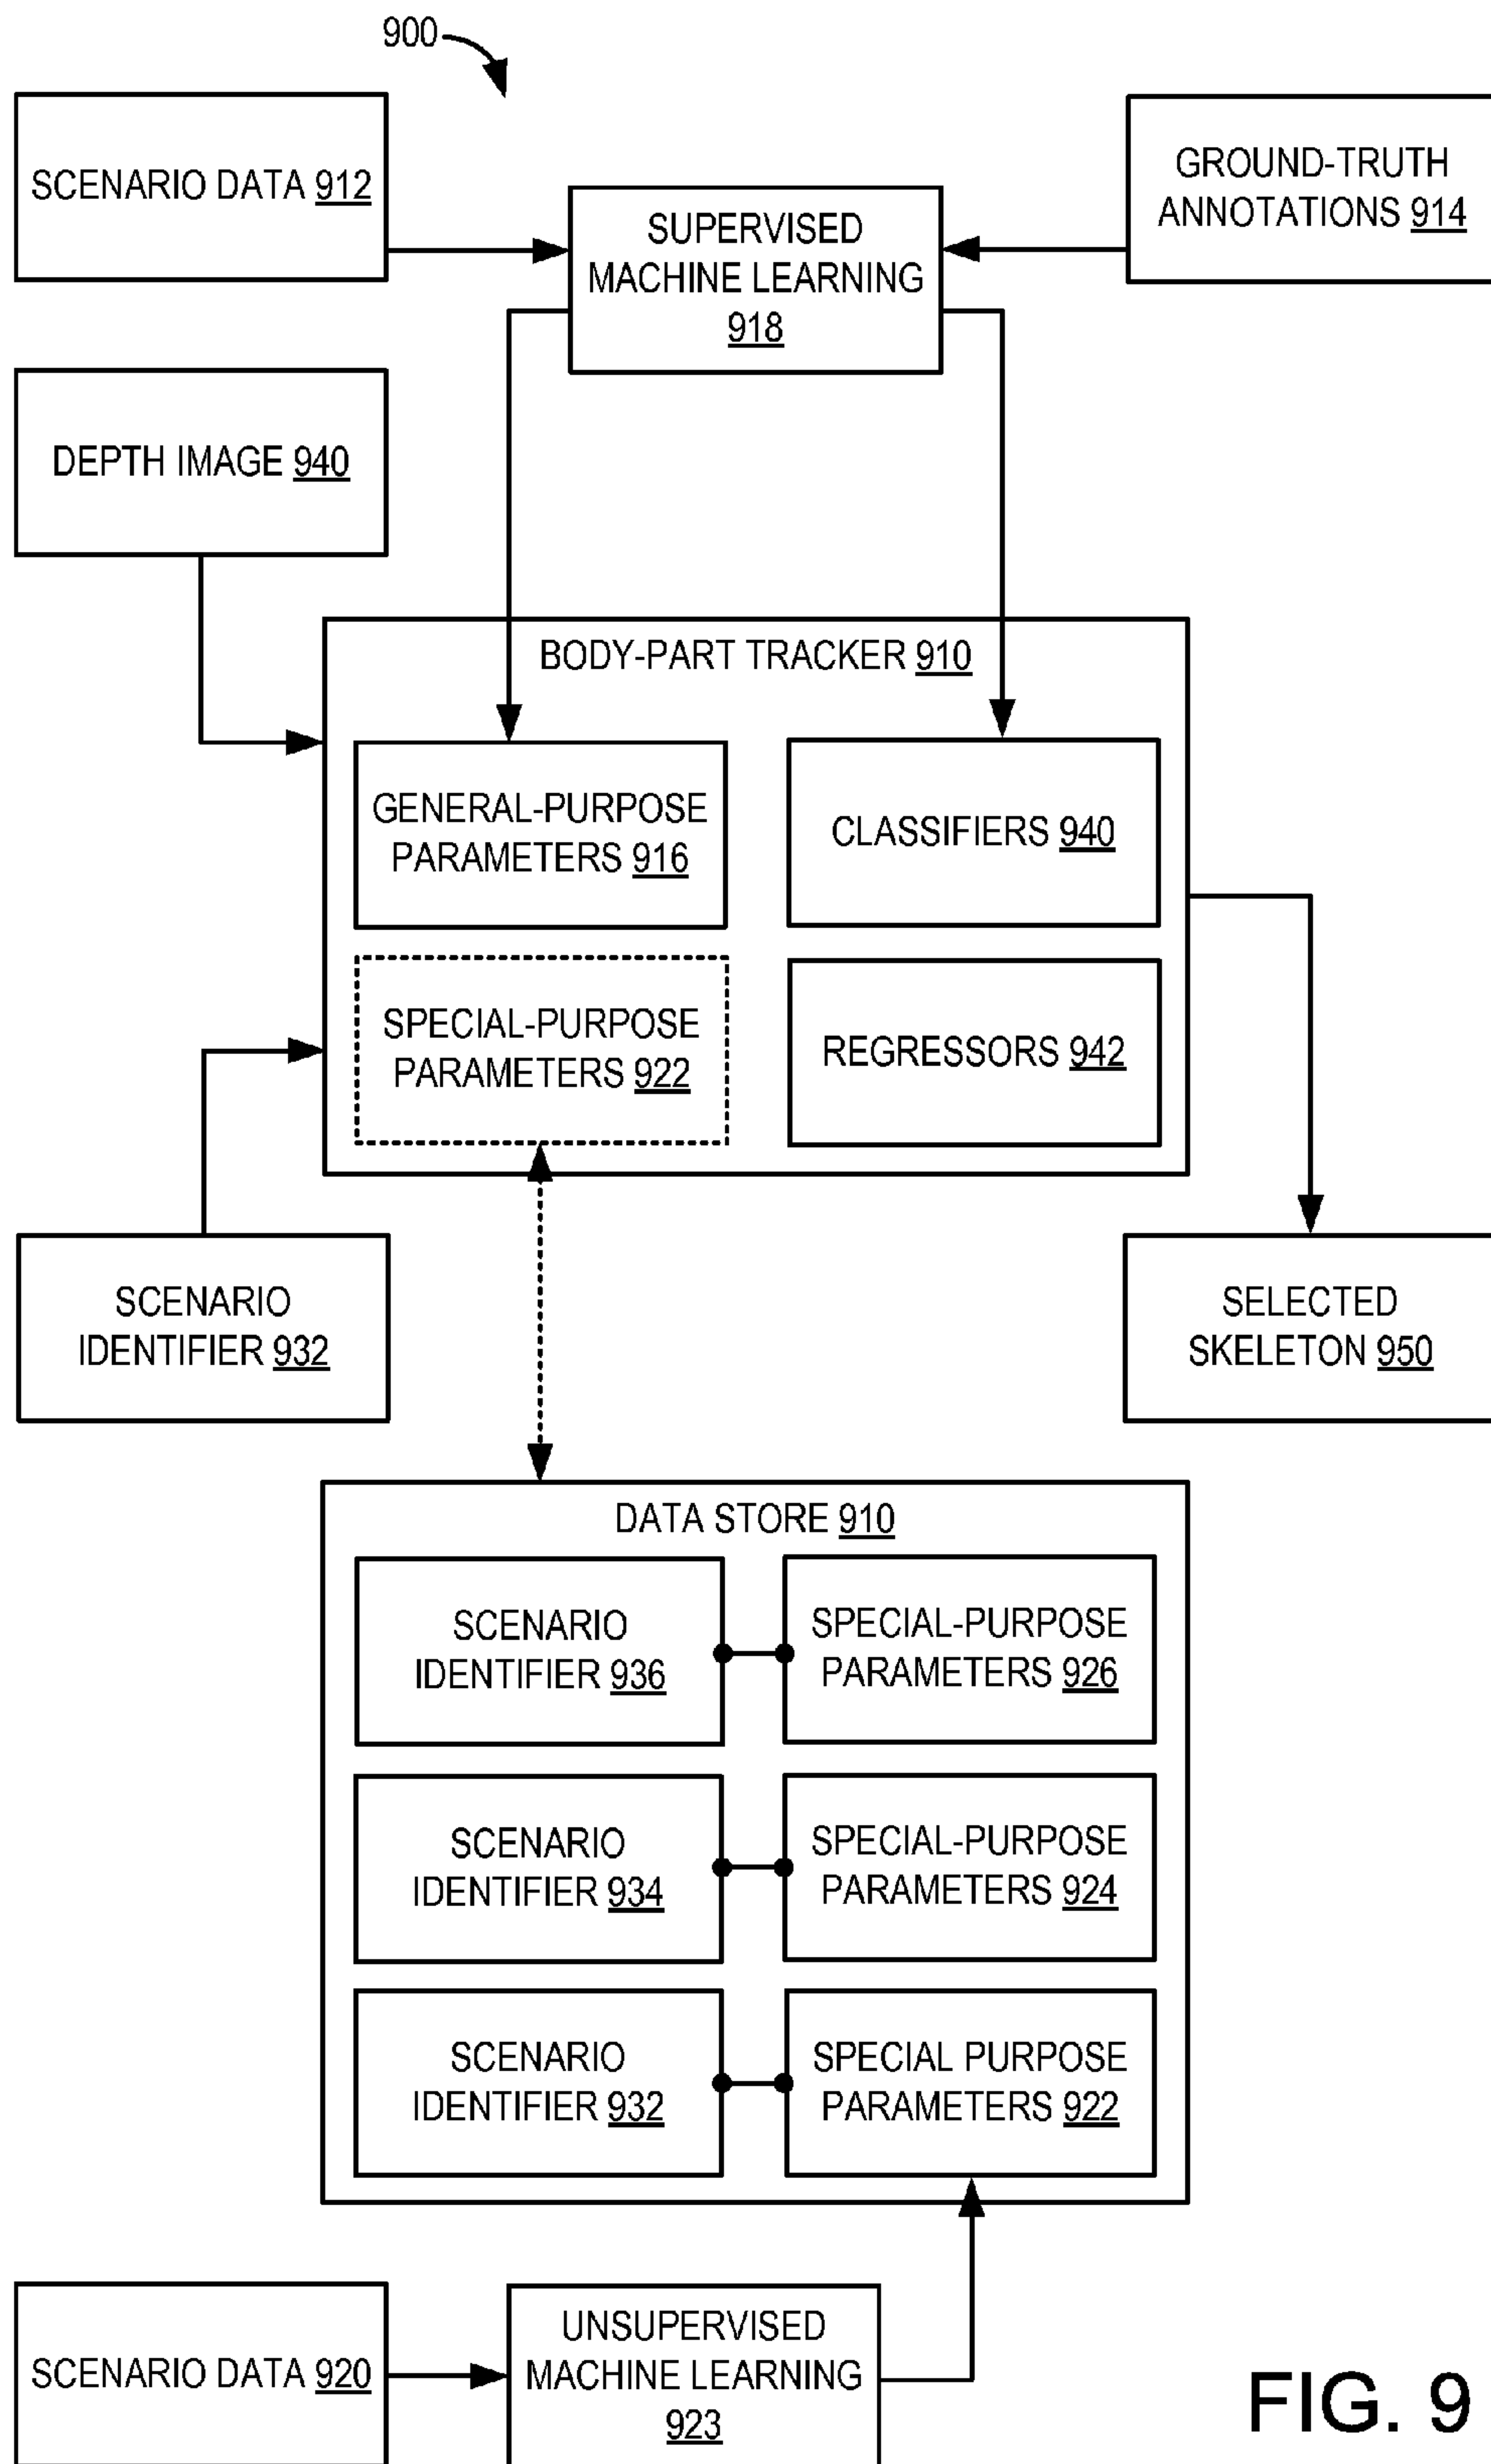 900
SCENARIO DATA 912
GROUND-TRUTH
ANNOTATIONS 914
SUPERVISED
MACHINE LEARNING
918
DEPTH IMAGE 940
BODY-PART TRACKER 910
GENERAL-PURPOSE
PARAMETERS 916
CLASSIFIERS 940
SPECIAL-PURPOSE
PARAMETERS 922
REGRESSORS 942
SCENARIO
IDENTIFIER 932
SELECTED
SKELETON 950
DATA STORE 910
SCENARIO
IDENTIFIER 936
SPECIAL-PURPOSE
PARAMETERS 926
SCENARIO
IDENTIFIER 934
SPECIAL-PURPOSE
PARAMETERS 924
SCENARIO
IDENTIFIER 932
SPECIAL PURPOSE
PARAMETERS 922
SCENARIO DATA 920
UNSUPERVISED
MACHINE LEARNING
923
FIG. 9